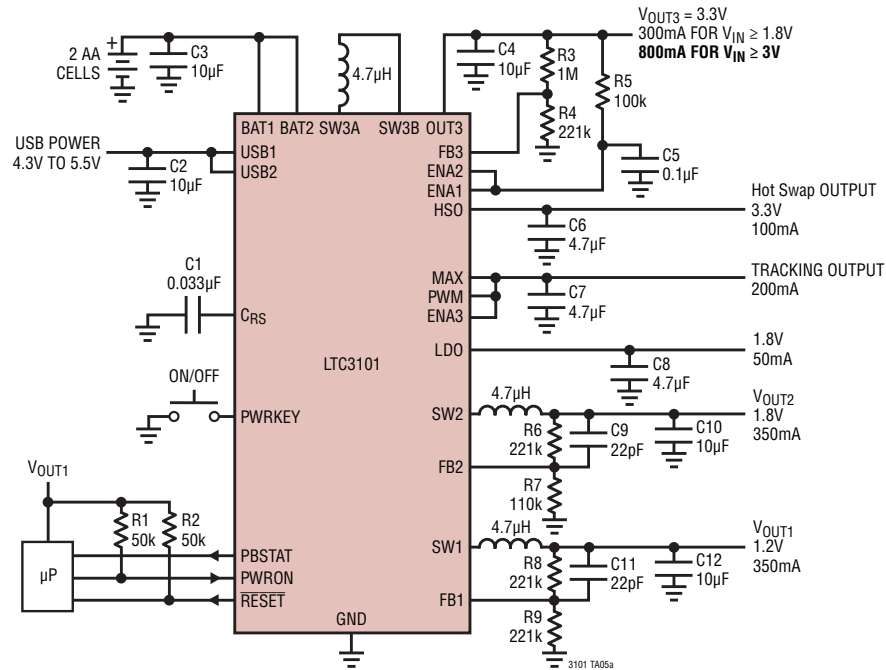 VOUT3 = 3.3V
300mA FOR VIN ≥ 1.8V
800mA FOR VIN ≥ 3V
2 AA
CELLS
+
C3
10µF
4.7µH
C4
10µF
R3
1M
R4
221k
R5
100k
C5
0.1µF
BAT1 BAT2 SW3A SW3B OUT3
USB POWER
4.3V TO 5.5V
C2
10µF
USB1
USB2
FB3
ENA2
ENA1
HSO
Hot Swap OUTPUT
3.3V
100mA
C6
4.7µF
C1
0.033µF
CRS
MAX
PWM
ENA3
TRACKING OUTPUT
200mA
C7
4.7µF
LTC3101
LDO
1.8V
50mA
C8
4.7µF
ON/OFF
PWRKEY
SW2
4.7µH
VOUT2
1.8V
350mA
R6
221k
C9
22pF
C10
10µF
FB2
R7
110k
VOUT1
R1
50k
R2
50k
µP
PBSTAT
PWRON
RESET
SW1
4.7µH
VOUT1
1.2V
350mA
R8
221k
C11
22pF
C12
10µF
FB1
R9
221k
GND
3101 TA05a